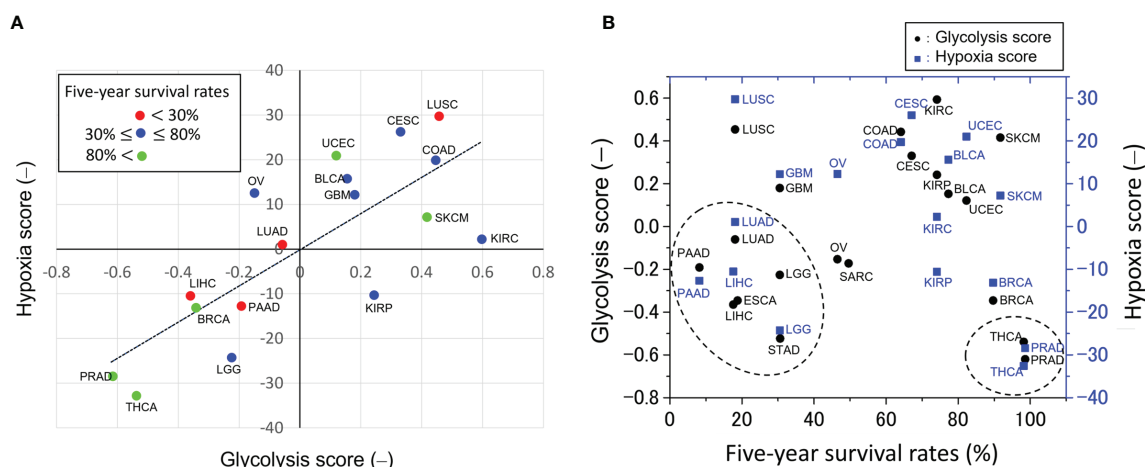 A
Hypoxia score (−)
40
30
20
10
0
-10
-20
-30
-40
-0.8 -0.6 -0.4 -0.2 0 0.2 0.4 0.6 0.8
Glycolysis score (−)
Five-year survival rates
< 30%
30% ≤ ≤ 80%
80% <
LUSC
CESC
UCEC
COAD
BLCA
GBM
OV
SKCM
LUAD
KIRC
LIHC
PAAD
BRCA
KIRP
LGG
PRAD
THCA
B
: Glycolysis score
: Hypoxia score
Glycolysis score (−)
0.6
0.4
0.2
0.0
−0.2
−0.4
−0.6
−0.8
0 20 40 60 80 100
Five-year survival rates (%)
40
30
20
10
0
−10
−20
−30
−40
Hypoxia score (−)
LUSC
LUSC
CESC
KIRC
COAD
COAD
CESC
UCEC
SKCM
BLCA
GBM
GBM
OV
KIRP
BLCA
UCEC
SKCM
LUAD
LUAD
KIRC
PAAD
PAAD
LIHC
LGG
OV
SARC
KIRP
BRCA
BRCA
ESCA
LIHC
LGG
STAD
THCA
PRAD
PRAD
THCA